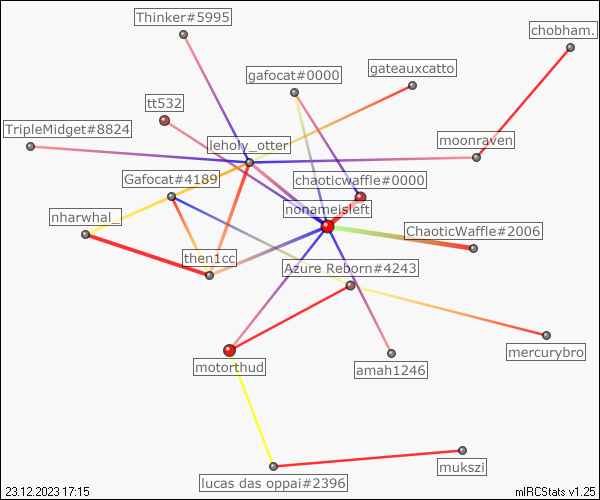 Thinker#5995
chobham.
gafocat#0000
gateauxcatto
tt532
TripleMidget#8824
leholy_otter
moonraven
Gafocat#4189
chaoticwaffle#0000
nonameisleft
nharwhal_
ChaoticWaffle#2006
then1cc
Azure Reborn#4243
mercurybro
motorthud
amah1246
mukszi
lucas das oppai#2396
23.12.2023 17:15
mIRCStats v1.25